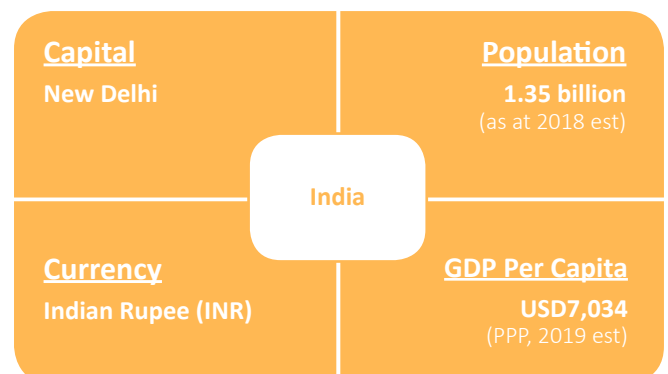 Capital
New Delhi
Population
1.35 billion
(as at 2018 est)
India
Currency
Indian Rupee (INR)
GDP Per Capita
USD7,034
(PPP, 2019 est)